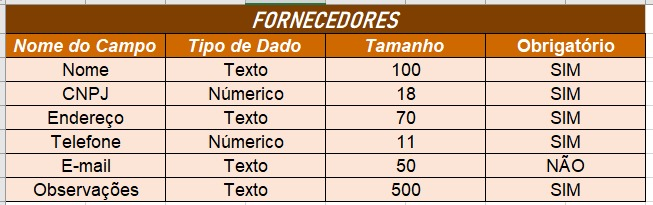 FORNECEDORES
Nome do Campo Tipo de Dado Tamanho Obrigatório
Nome Texto 100 SIM
CNPJ Númerico 18 SIM
Endereço Texto 70 SIM
Telefone Númerico 11 SIM
E-mail Texto 50 NÃO
Observações Texto 500 SIM